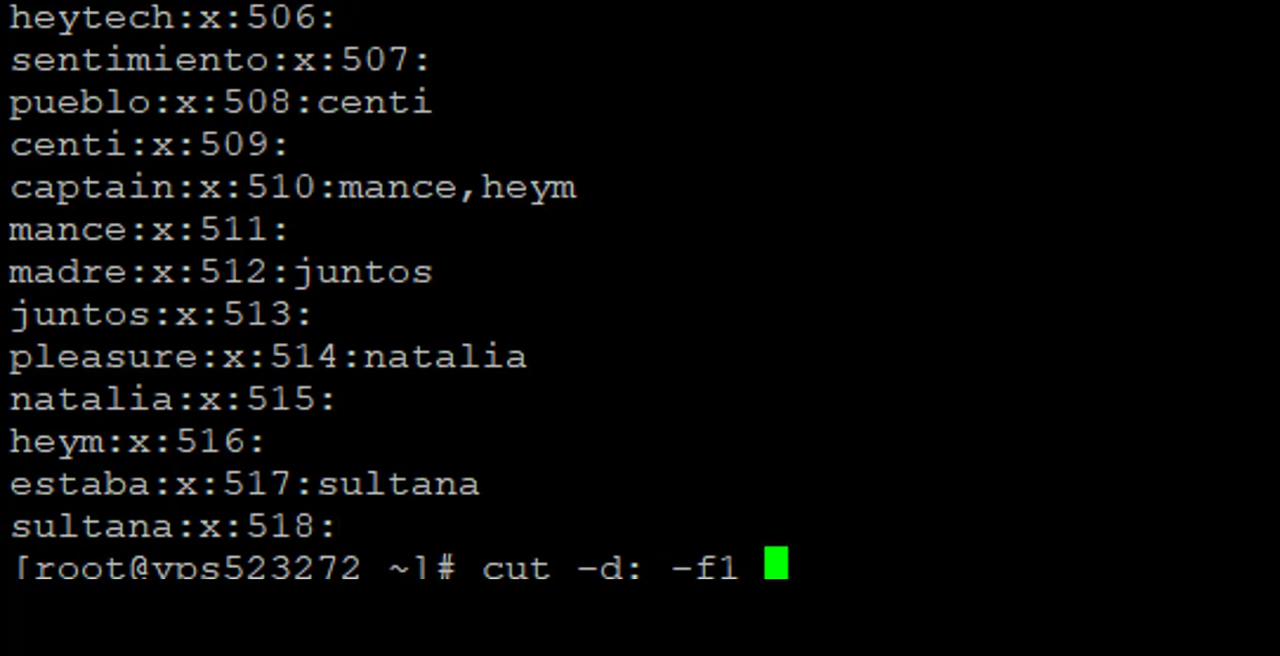 heytech:x:506:
sentimiento:x:507:
pueblo:x:508:centi
centi:x:509:
captain:x:510:mance,heym
mance:x:511:
madre:x:512:juntos
juntos:x:513:
pleasure:x:514:natalia
natalia:x:515:
heym:x:516:
estaba:x:517:sultana
sultana:x:518:
[root@vps523272 ~]# cut -d: -f1